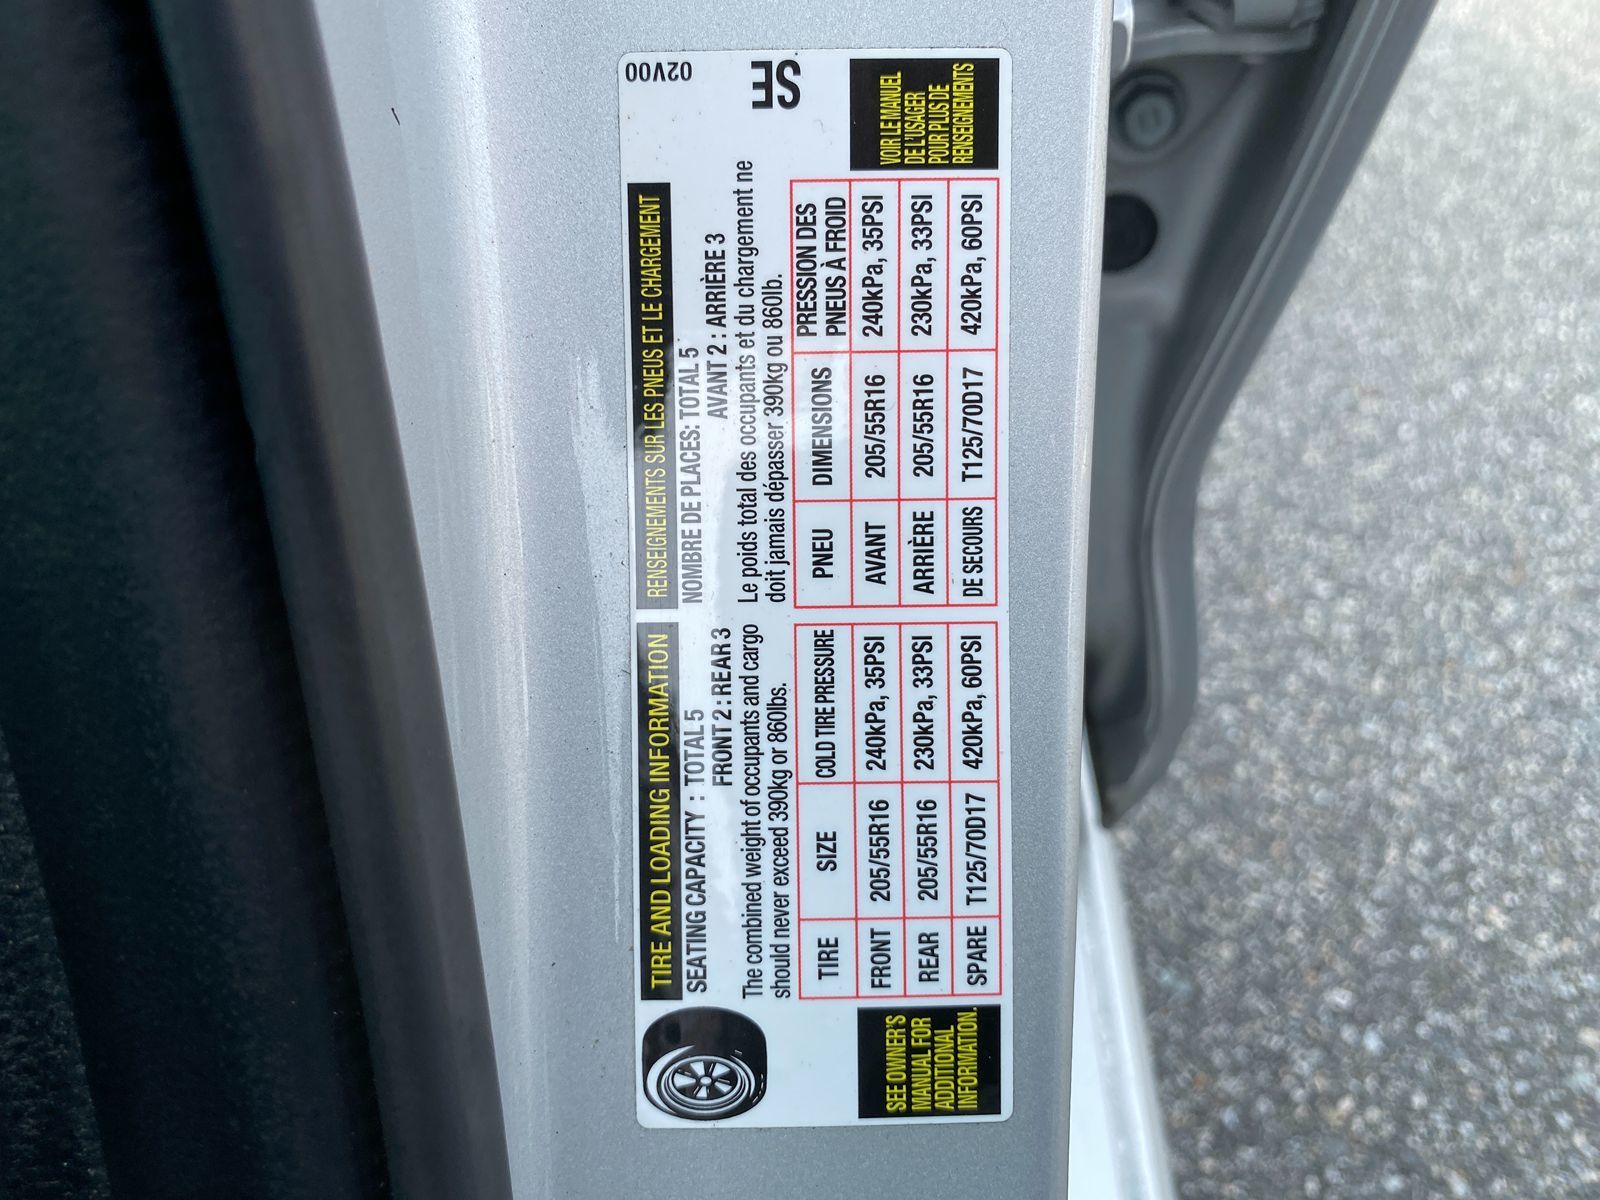 TIRE AND LOADING INFORMATION
SEATING CAPACITY : TOTAL 5
FRONT 2 : REAR 3
The combined weight of occupants and cargo
should never exceed 390kg or 860lbs.
TIRE SIZE COLD TIRE PRESSURE
FRONT 205/55R16 240kPa, 35PSI
REAR 205/55R16 230kPa, 33PSI
SPARE T125/70D17 420kPa, 60PSI
SEE OWNER'S
MANUAL FOR
ADDITIONAL
INFORMATION.
RENSEIGNEMENTS SUR LES PNEUS ET LE CHARGEMENT
NOMBRE DE PLACES: TOTAL 5
AVANT 2 : ARRIÈRE 3
Le poids total des occupants et du chargement ne
doit jamais dépasser 390kg ou 860lb.
PNEU DIMENSIONS PRESSION DES
PNEUS À FROID
AVANT 205/55R16 240kPa, 35PSI
ARRIÈRE 205/55R16 230kPa, 33PSI
DE SECOURS T125/70D17 420kPa, 60PSI
VOIR LE MANUEL
DE L'USAGER
POUR PLUS DE
RENSEIGNEMENTS
02V00
SE